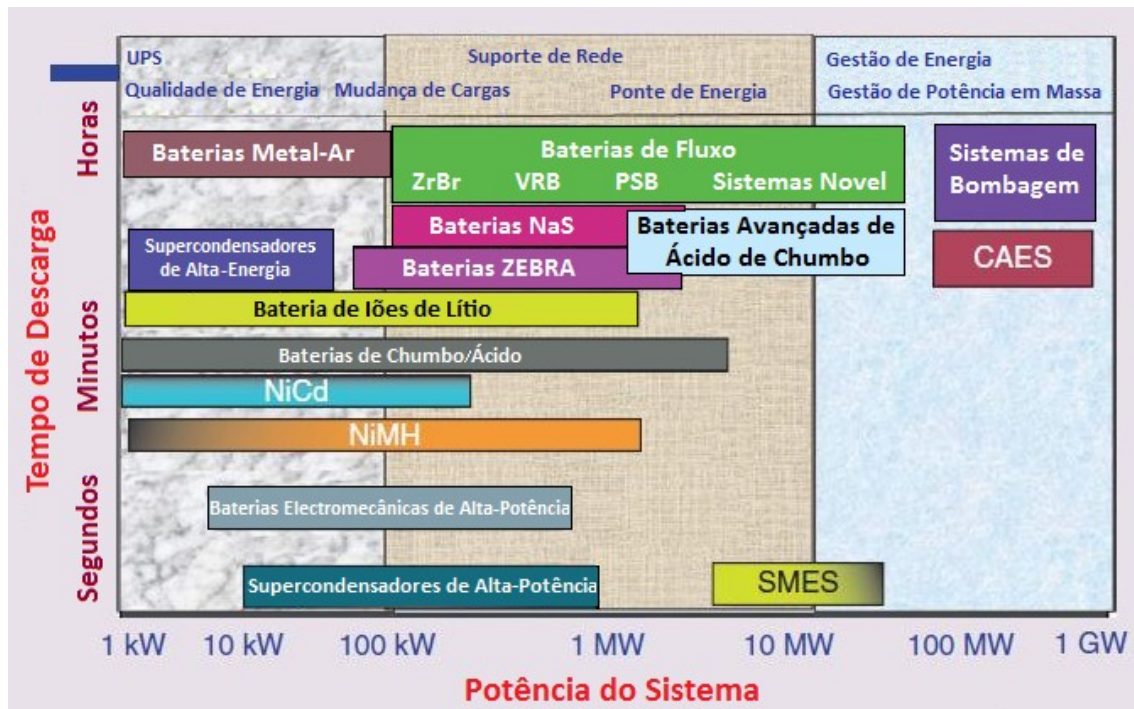 UPS
Suporte de Rede
Gestão de Energia
Qualidade de Energia
Mudança de Cargas
Ponte de Energia
Gestão de Potência em Massa
Tempo de Descarga
Horas
Minutos
Segundos
Baterias Metal-Ar
Baterias de Fluxo
ZrBr VRB PSB Sistemas Novel
Sistemas de
Bombagem
Baterias NaS
Baterias Avançadas de
Ácido de Chumbo
Supercondensadores
de Alta-Energia
Baterias ZEBRA
CAES
Bateria de Iões de Lítio
Baterias de Chumbo/Ácido
NiCd
NiMH
Baterias Electromecânicas de Alta-Potência
Supercondensadores de Alta-Potência
SMES
1 kW 10 kW 100 kW 1 MW 10 MW 100 MW 1 GW
Potência do Sistema